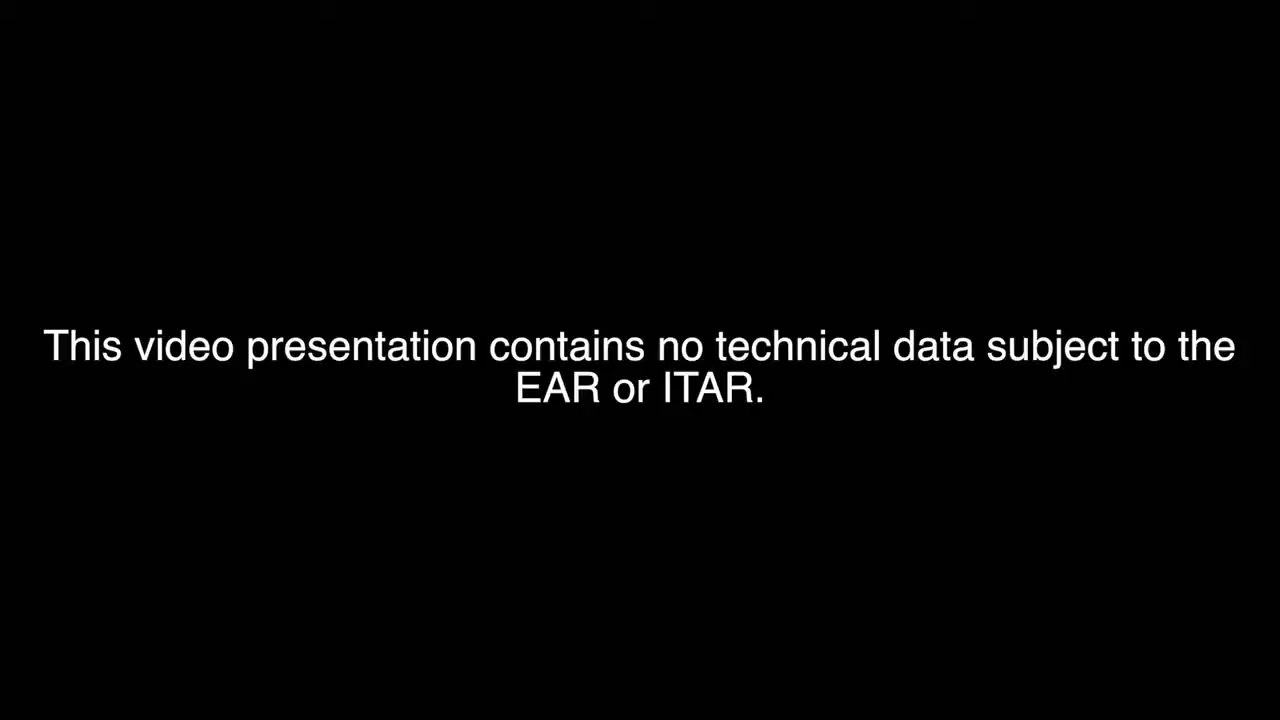 This video presentation contains no technical data subject to the
EAR or ITAR.